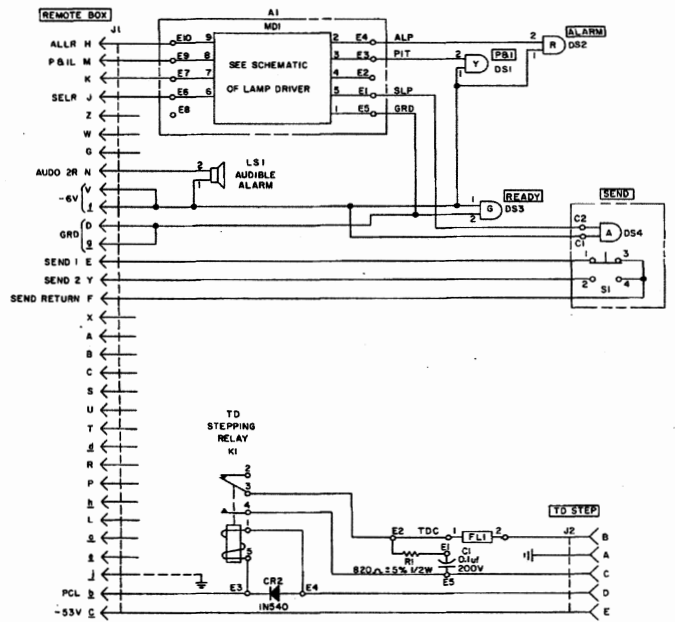 REMOTE BOX
J1
A1
MD1
SEE SCHEMATIC
OF LAMP DRIVER
ALLR H E10 9 2 E4 ALP 2 R ALARM
1 DS2
P&IL M E9 8 3 E3 PIT 2 Y P&I
1 DS1
K E7 7 4 E2
SELR J E6 6 5 E1 SLP
Z E8 1 E5 GRD
W
G
AUDO 2R N 2
1
LS1
AUDIBLE
ALARM
-6V V
f
1 G READY
2 DS3
GRD D
g
SEND
C2
C1
A DS4
SEND 1 E 1 3
SEND 2 Y 2 4
S1
SEND RETURN F
X
A
B
C
S
U
T
d
R
P
h
L
a
e
j
TD
STEPPING
RELAY
K1
2
3
4
1
5
TO STEP
E2 TDC 1 FL1 2 J2 B
R1
820Ω±5% 1/2W
E1
C1
0.1uf
200V
E5
A
C
PCL b E3 CR2 E4 D
1N540
-53V C E